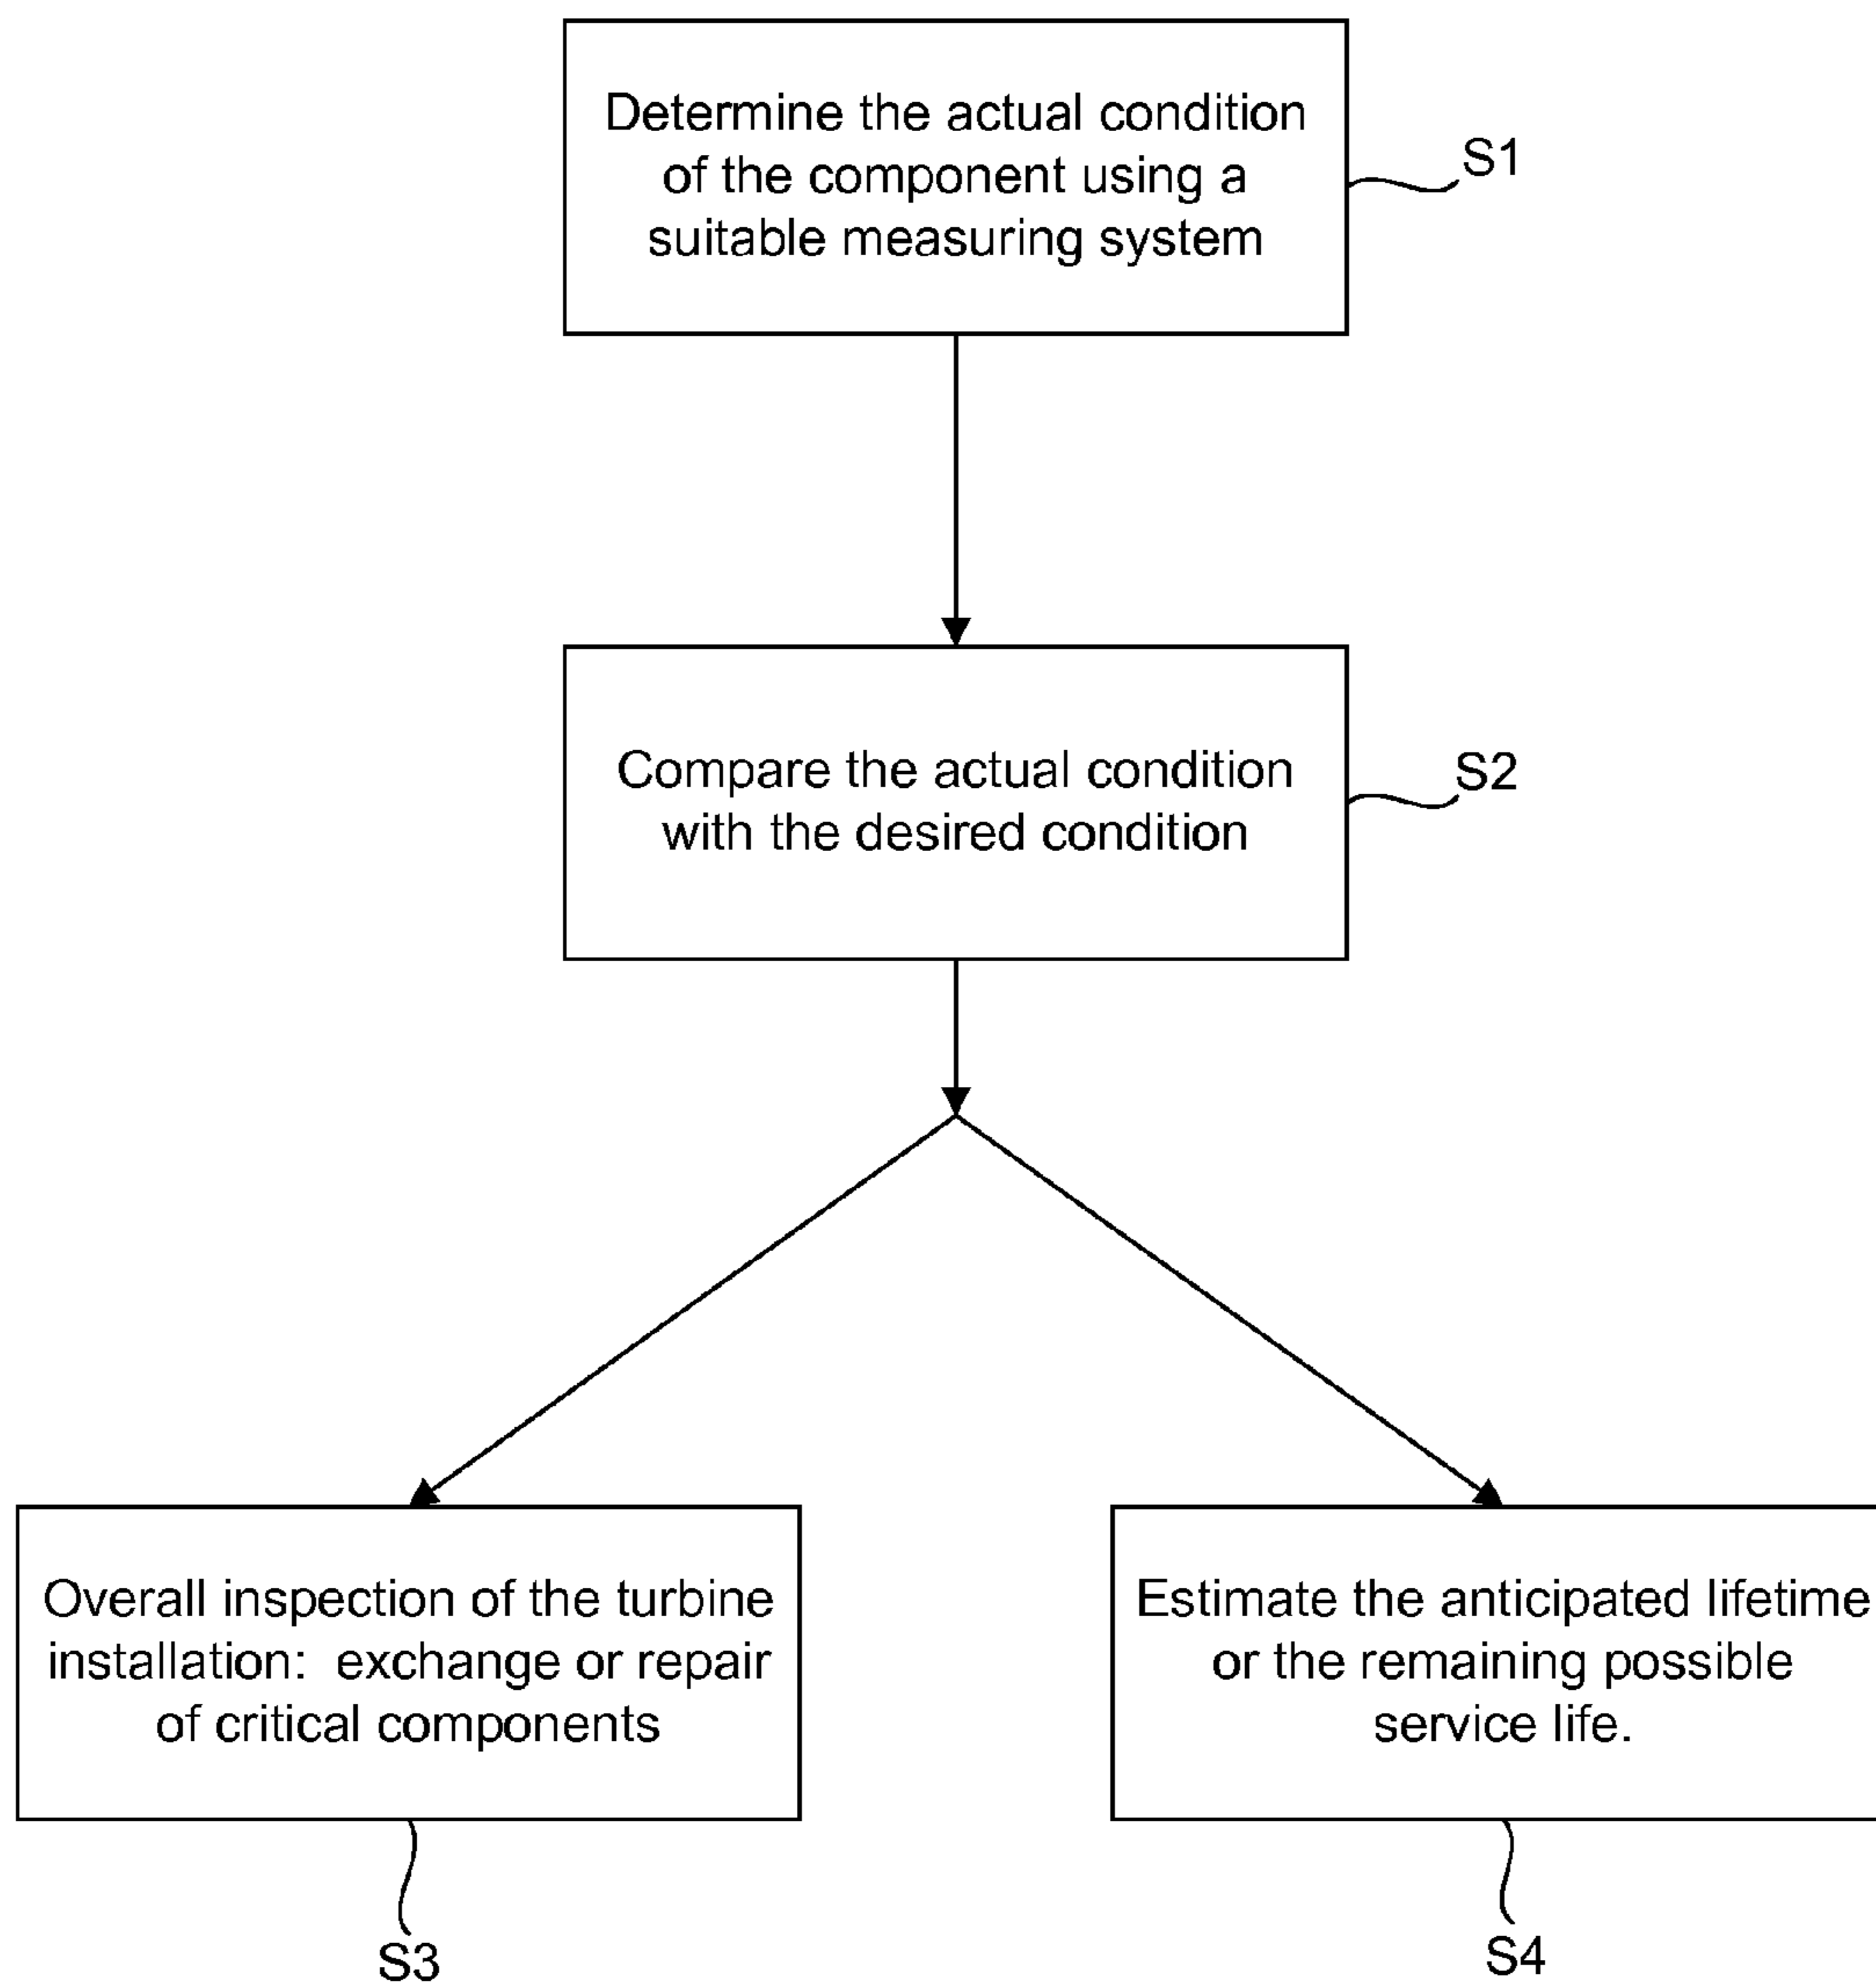 Determine the actual condition
of the component using a
suitable measuring system
S1
Compare the actual condition
with the desired condition
S2
Overall inspection of the turbine
installation:  exchange or repair
of critical components
Estimate the anticipated lifetime
or the remaining possible
service life.
S3
S4